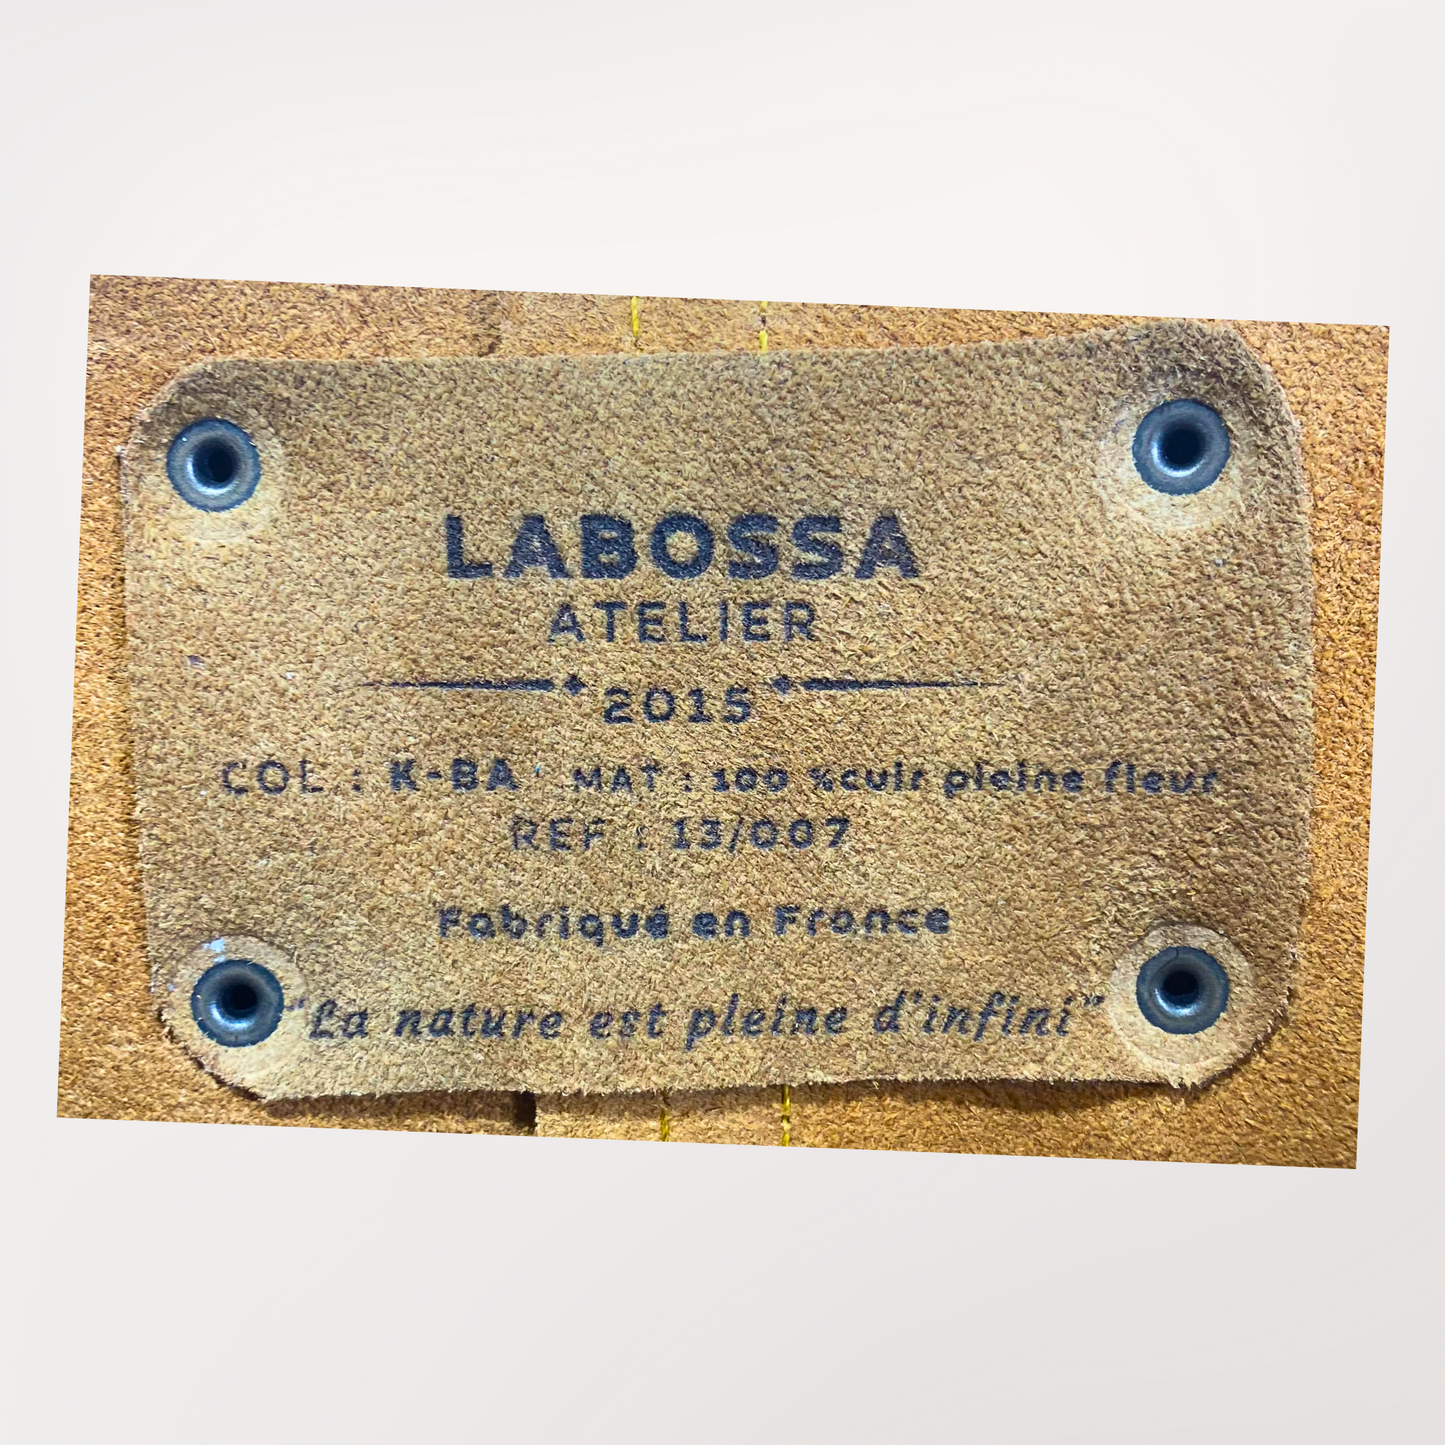 LABOSSA
ATELIER
2015
COL : K-BA MAT : 100 %cuir pleine fleur
REF : 13/007
Fabriqué en France
"La nature est pleine d'infini"